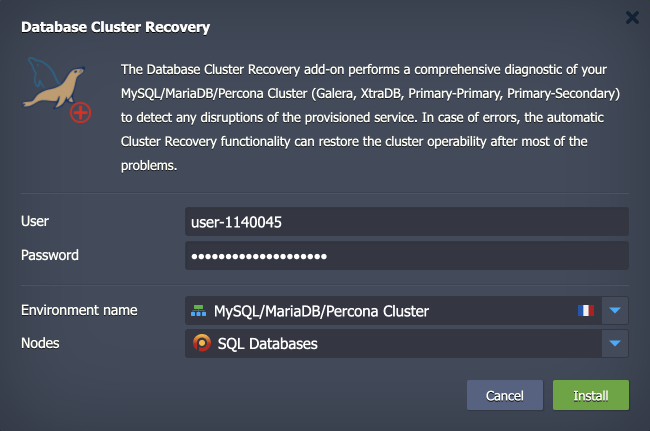 Database Cluster Recovery
The Database Cluster Recovery add-on performs a comprehensive diagnostic of your
MySQL/MariaDB/Percona Cluster (Galera, XtraDB, Primary-Primary, Primary-Secondary)
to detect any disruptions of the provisioned service. In case of errors, the automatic
Cluster Recovery functionality can restore the cluster operability after most of the
problems.
User
user-1140045
Password
••••••••••••••••••••
Environment name
MySQL/MariaDB/Percona Cluster
Nodes
SQL Databases
Cancel
Install